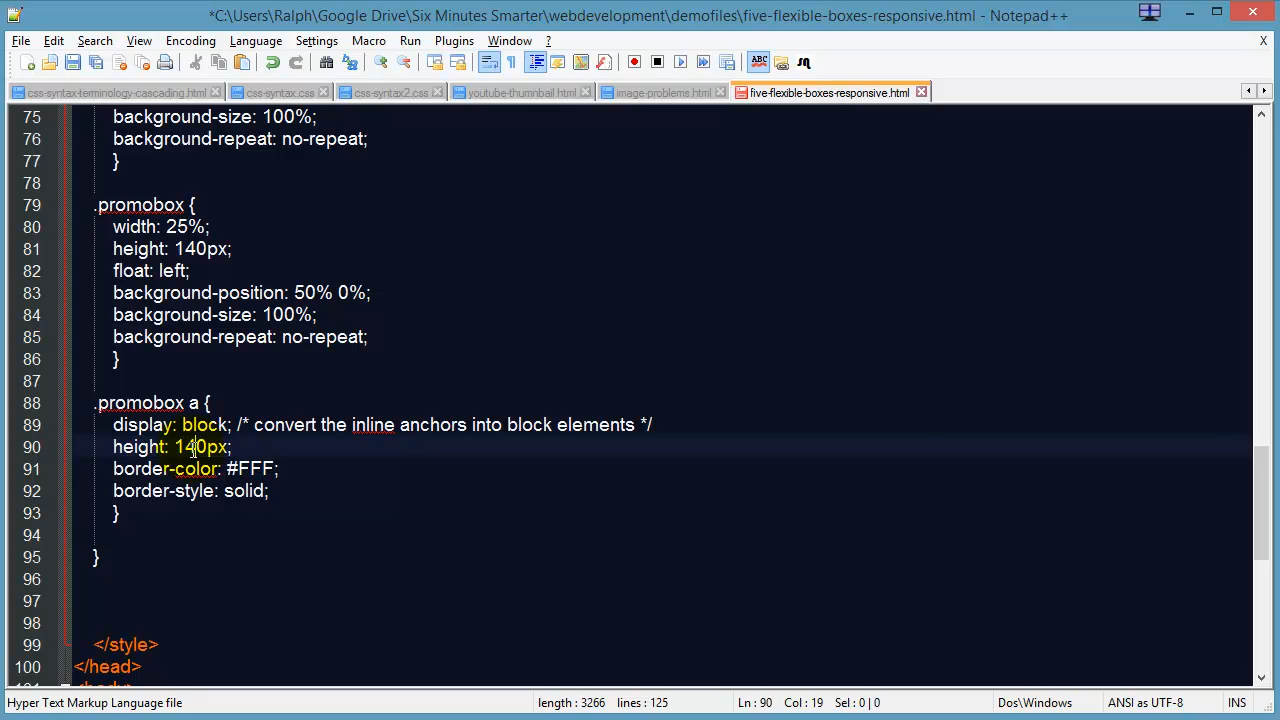 *C:\Users\Ralph\Google Drive\Six Minutes Smarter\webdevelopment\demofiles\five-flexible-boxes-responsive.html - Notepad++
File Edit Search View Encoding Language Settings Macro Run Plugins Window ? X
ABC
css-syntax-terminology-cascading.html css-syntax.css css-syntax2.css youtube-thumbnail.html image-problems.html five-flexible-boxes-responsive.html
75 background-size: 100%;
76 background-repeat: no-repeat;
77 }
78
79 .promobox {
80 width: 25%;
81 height: 140px;
82 float: left;
83 background-position: 50% 0%;
84 background-size: 100%;
85 background-repeat: no-repeat;
86 }
87
88 .promobox a {
89 display: block; /* convert the inline anchors into block elements */
90 height: 140px;
91 border-color: #FFF;
92 border-style: solid;
93 }
94
95 }
96
97
98
99 </style>
100 </head>
101 <body>
Hyper Text Markup Language file length : 3266 lines : 125 Ln : 90 Col : 19 Sel : 0 | 0 Dos\Windows ANSI as UTF-8 INS